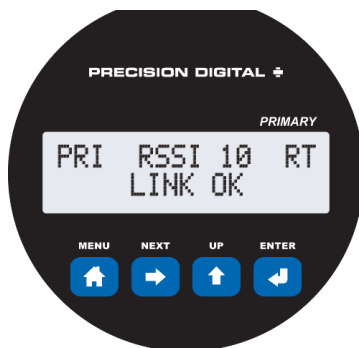 PRECISION DIGITAL
PRIMARY
PRI RSSI 10 RT
LINK OK
MENU NEXT UP ENTER